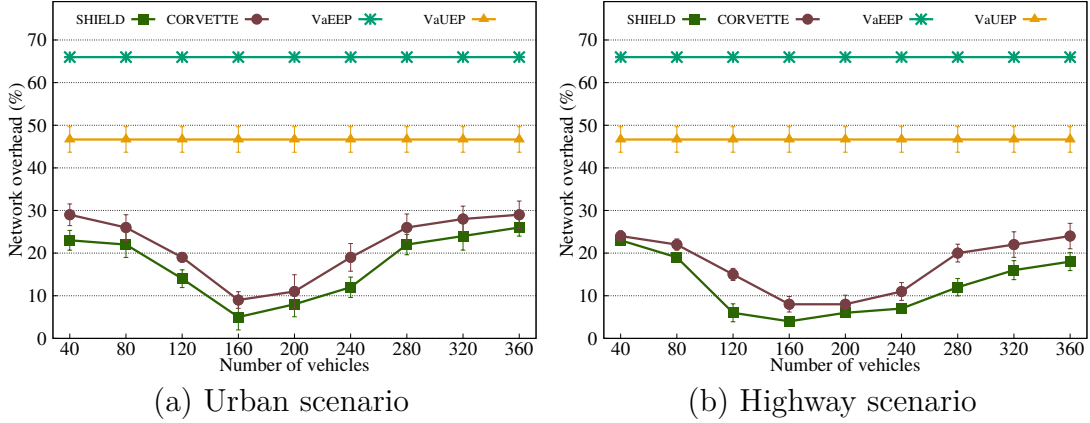 SHIELD CORVETTE VaEEP VaUEP
70
60
50
40
30
20
10
0
Network overhead (%)
40 80 120 160 200 240 280 320 360
Number of vehicles
(a) Urban scenario
SHIELD CORVETTE VaEEP VaUEP
70
60
50
40
30
20
10
0
Network overhead (%)
40 80 120 160 200 240 280 320 360
Number of vehicles
(b) Highway scenario